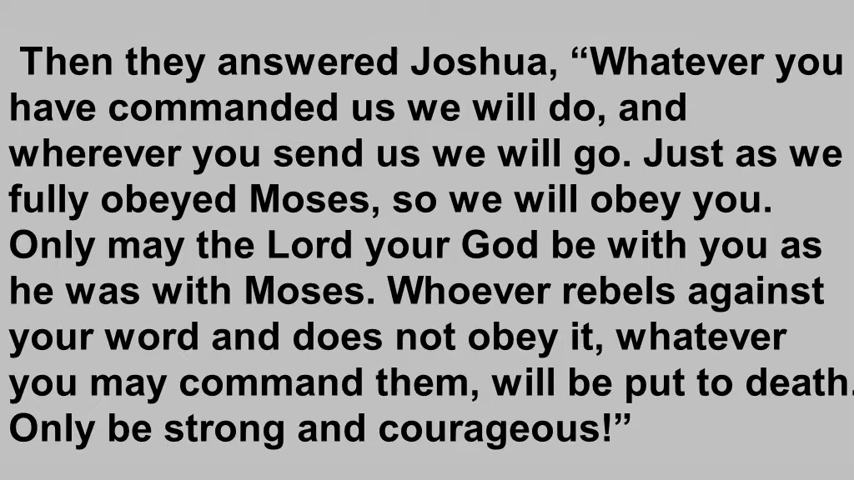 Then they answered Joshua, “Whatever you
have commanded us we will do, and
wherever you send us we will go. Just as we
fully obeyed Moses, so we will obey you.
Only may the Lord your God be with you as
he was with Moses. Whoever rebels against
your word and does not obey it, whatever
you may command them, will be put to death.
Only be strong and courageous!”